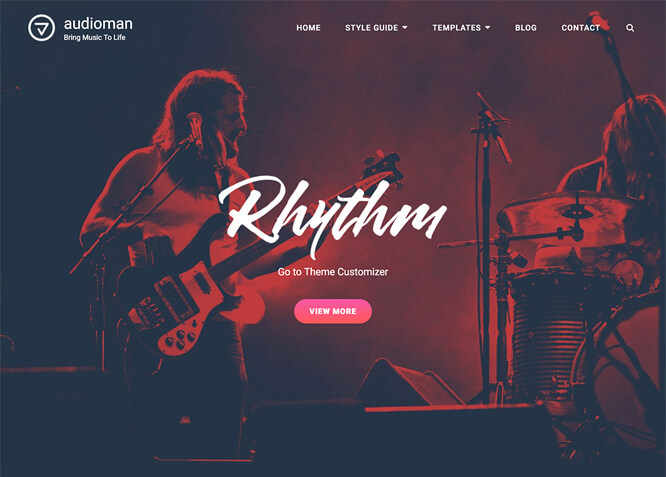 audioman
Bring Music To Life
HOME STYLE GUIDE TEMPLATES BLOG CONTACT
Rhythm
Go to Theme Customizer
VIEW MORE